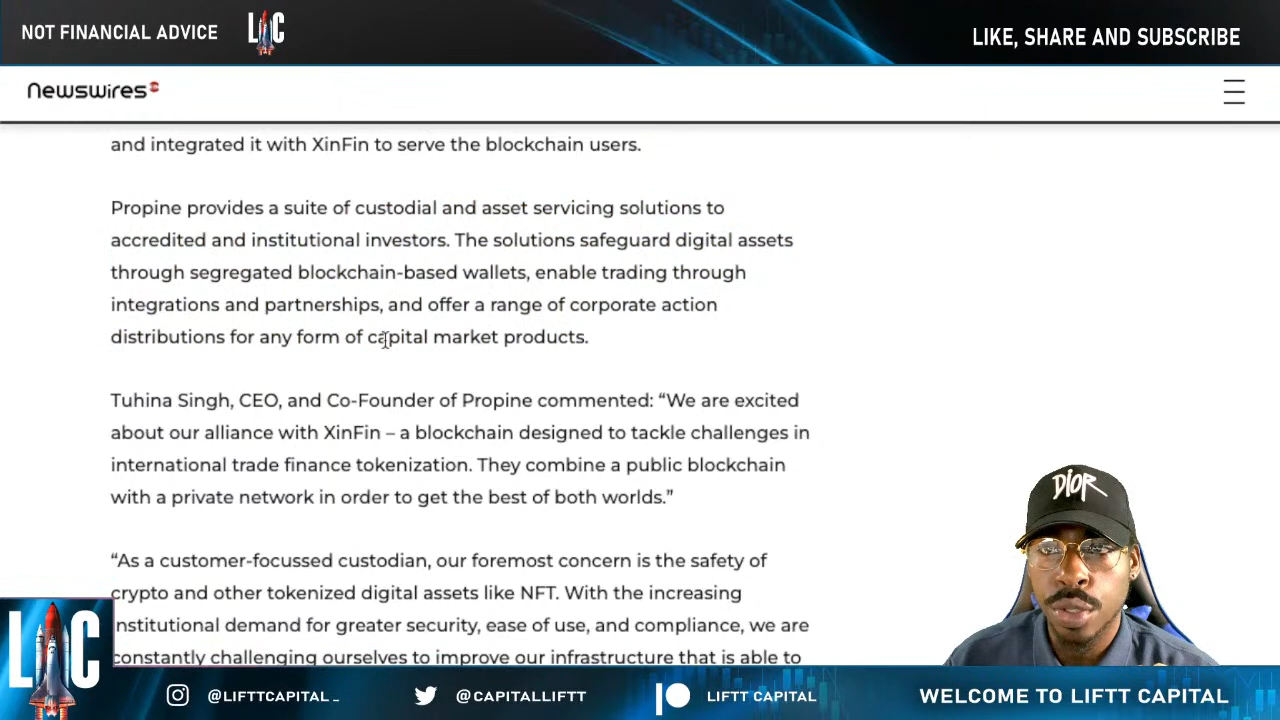 NOT FINANCIAL ADVICE
LC
LIKE, SHARE AND SUBSCRIBE
Newswires
and integrated it with XinFin to serve the blockchain users.
Propine provides a suite of custodial and asset servicing solutions to
accredited and institutional investors. The solutions safeguard digital assets
through segregated blockchain-based wallets, enable trading through
integrations and partnerships, and offer a range of corporate action
distributions for any form of capital market products.
Tuhina Singh, CEO, and Co-Founder of Propine commented: “We are excited
about our alliance with XinFin – a blockchain designed to tackle challenges in
international trade finance tokenization. They combine a public blockchain
with a private network in order to get the best of both worlds.”
“As a customer-focussed custodian, our foremost concern is the safety of
crypto and other tokenized digital assets like NFT. With the increasing
institutional demand for greater security, ease of use, and compliance, we are
constantly challenging ourselves to improve our infrastructure that is able to
DIOR
LC
@LIFTTCAPITAL_
@CAPITALLIFTT
LIFTT CAPITAL
WELCOME TO LIFTT CAPITAL